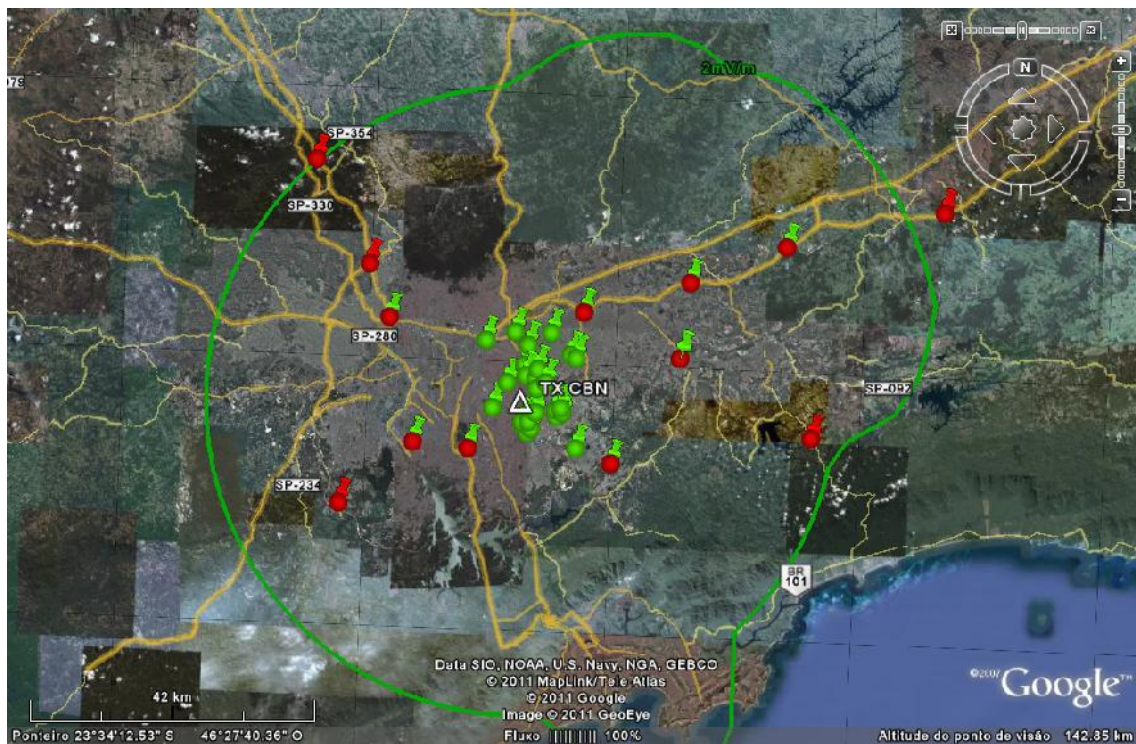 2mV/m
N
079
SP-354
SP-330
SP-280
TX CBN
SP-092
SP-234
BR
101
Data SIO, NOAA, U.S. Navy, NGA, GEBCO
© 2011 MapLink/Tele Atlas
© 2011 Google
Image © 2011 GeoEye
©2007 Google™
42 km
Ponteiro 23°34'12.53" S 46°27'40.36" O Fluxo 100% Altitude do ponto de visão 142.85 km